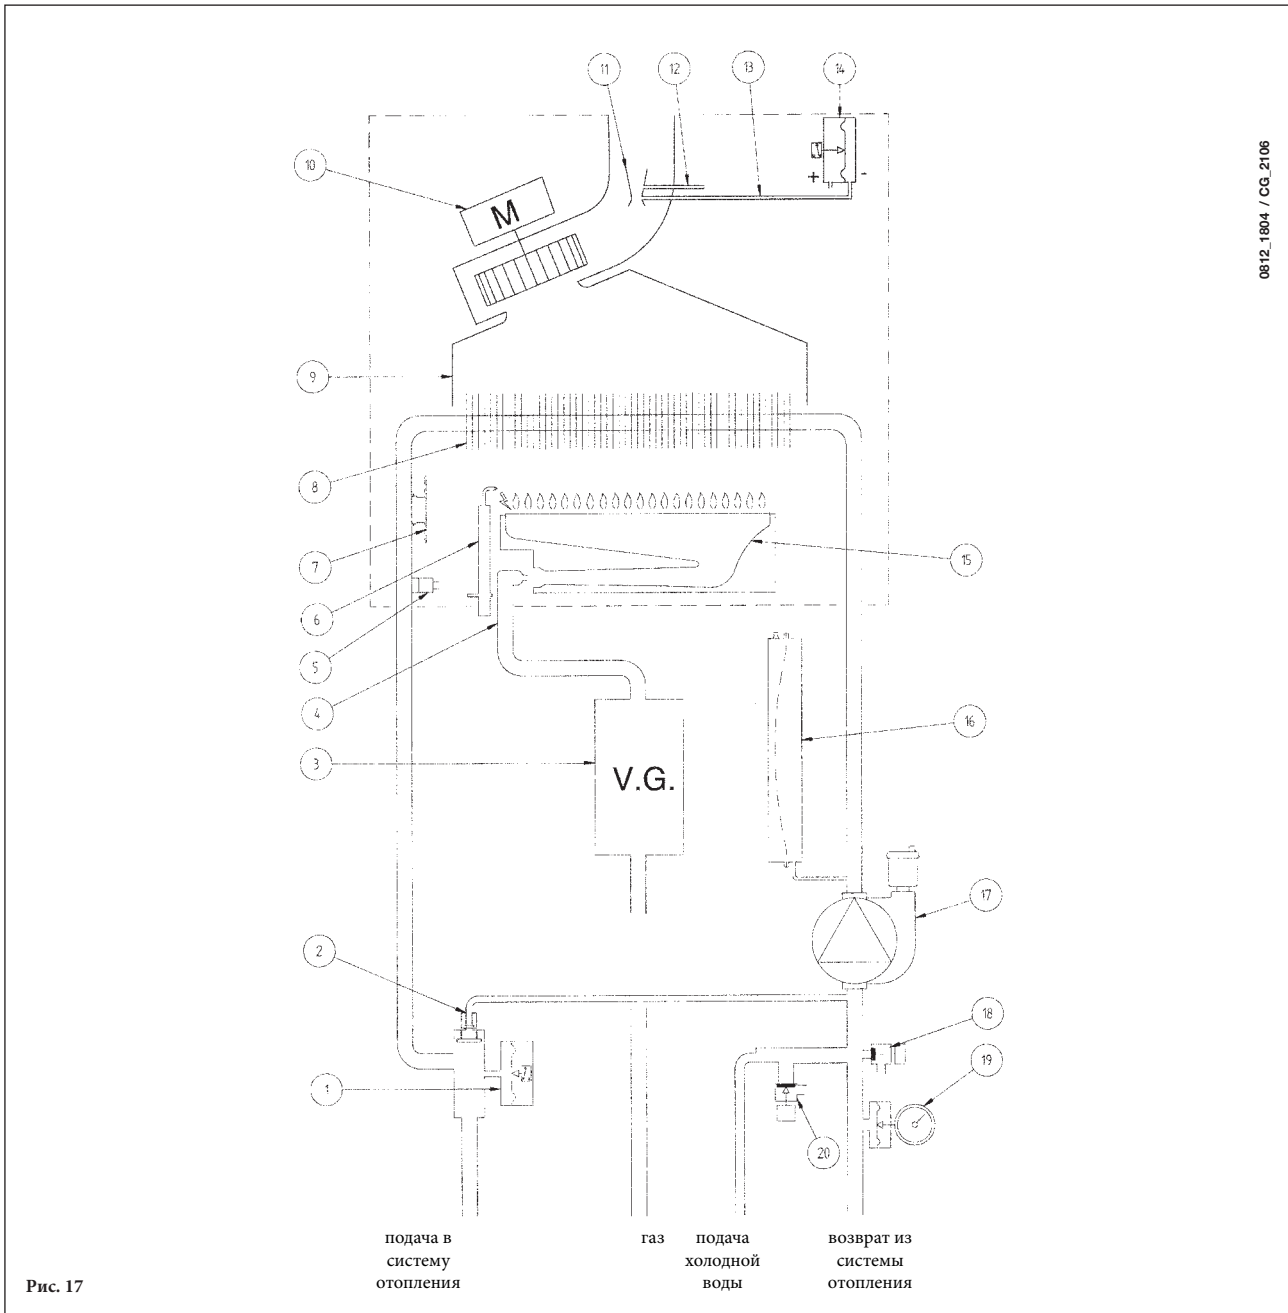 11 12 13 14
10
M
+ -
0812_1804 / CG_2106
9
8
7
15
6
5
4
16
3
V.G.
17
2
18
19
1
20
подача в
систему
отопления
газ
подача
холодной
воды
возврат из
системы
отопления
Рис. 17